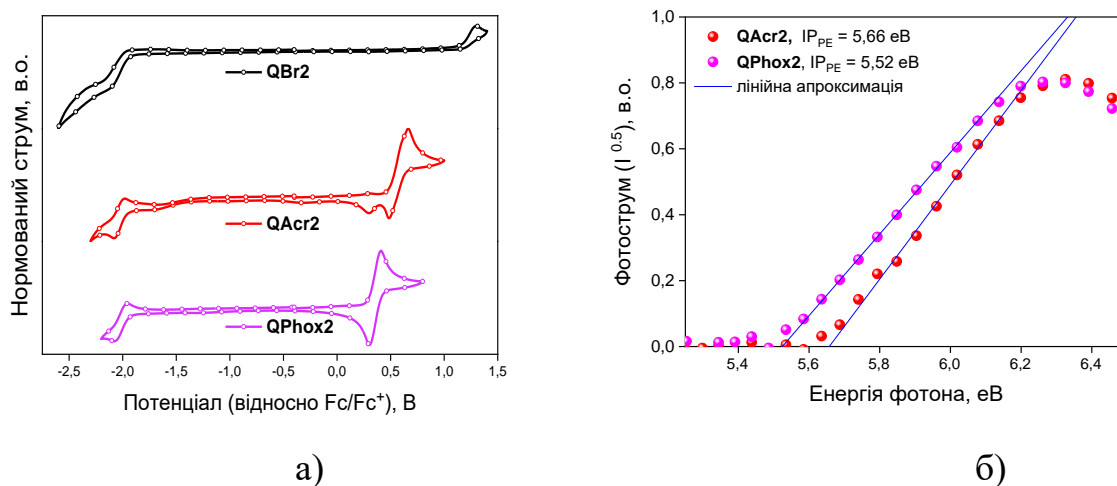 а)
Нормований струм, в.о.
QBr2
QAcr2
QPhox2
-2,5 -2,0 -1,5 -1,0 -0,5 0,0 0,5 1,0 1,5
Потенціал (відносно Fc/Fc⁺), В
а)
б)
Фотострум (I ⁰·⁵), в.о.
1,0
0,8
0,6
0,4
0,2
0,0
QAcr2, IP_PE = 5,66 еВ
QPhox2, IP_PE = 5,52 еВ
лінійна апроксимація
5,4 5,6 5,8 6,0 6,2 6,4
Енергія фотона, еВ
б)